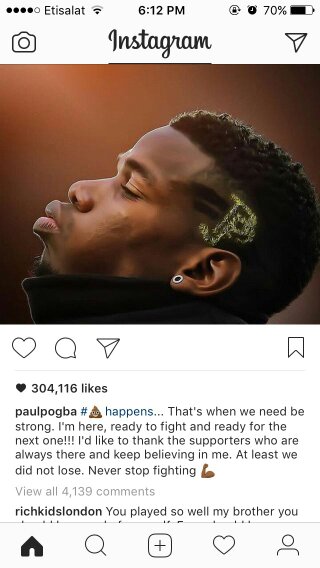 Etisalat 6:12 PM 70%
Instagram
304,116 likes
paulpogba #💩happens... That's when we need be
strong. I'm here, ready to fight and ready for the
next one!!! I'd like to thank the supporters who are
always there and keep believing in me. At least we
did not lose. Never stop fighting 💪🏾
View all 4,139 comments
richkidslondon You played so well my brother you